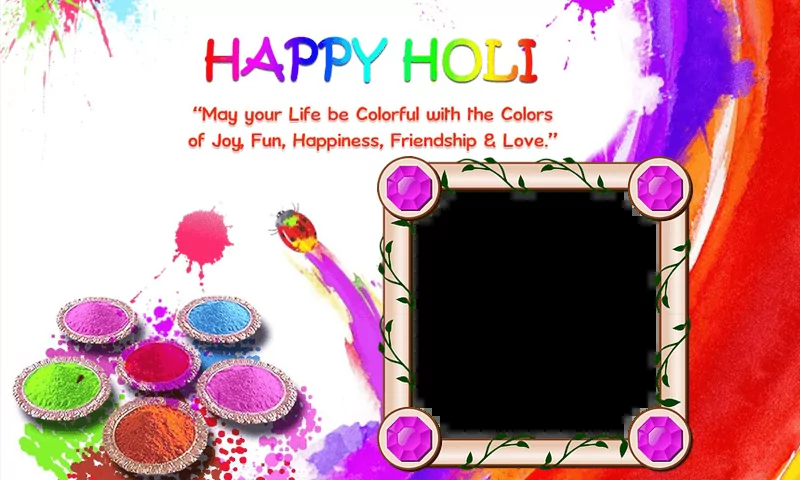 HAPPY HOLI
“May your Life be Colorful with the Colors
of Joy, Fun, Happiness, Friendship & Love.”